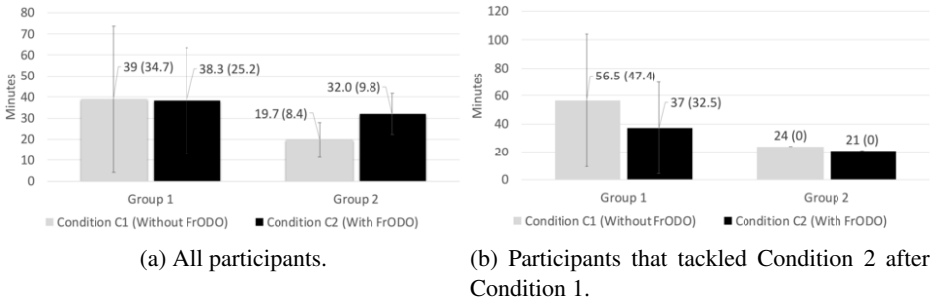 80
70
60
50
40
30
20
10
0
Minutes
39 (34.7)
38.3 (25.2)
19.7 (8.4)
32.0 (9.8)
Group 1
Group 2
Condition C1 (Without FrODO)
Condition C2 (With FrODO)
(a) All participants.
120
100
80
60
40
20
0
Minutes
56.5 (47.4)
37 (32.5)
24 (0)
21 (0)
Group 1
Group 2
Condition C1 (Without FrODO)
Condition C2 (With FrODO)
(b) Participants that tackled Condition 2 after
Condition 1.